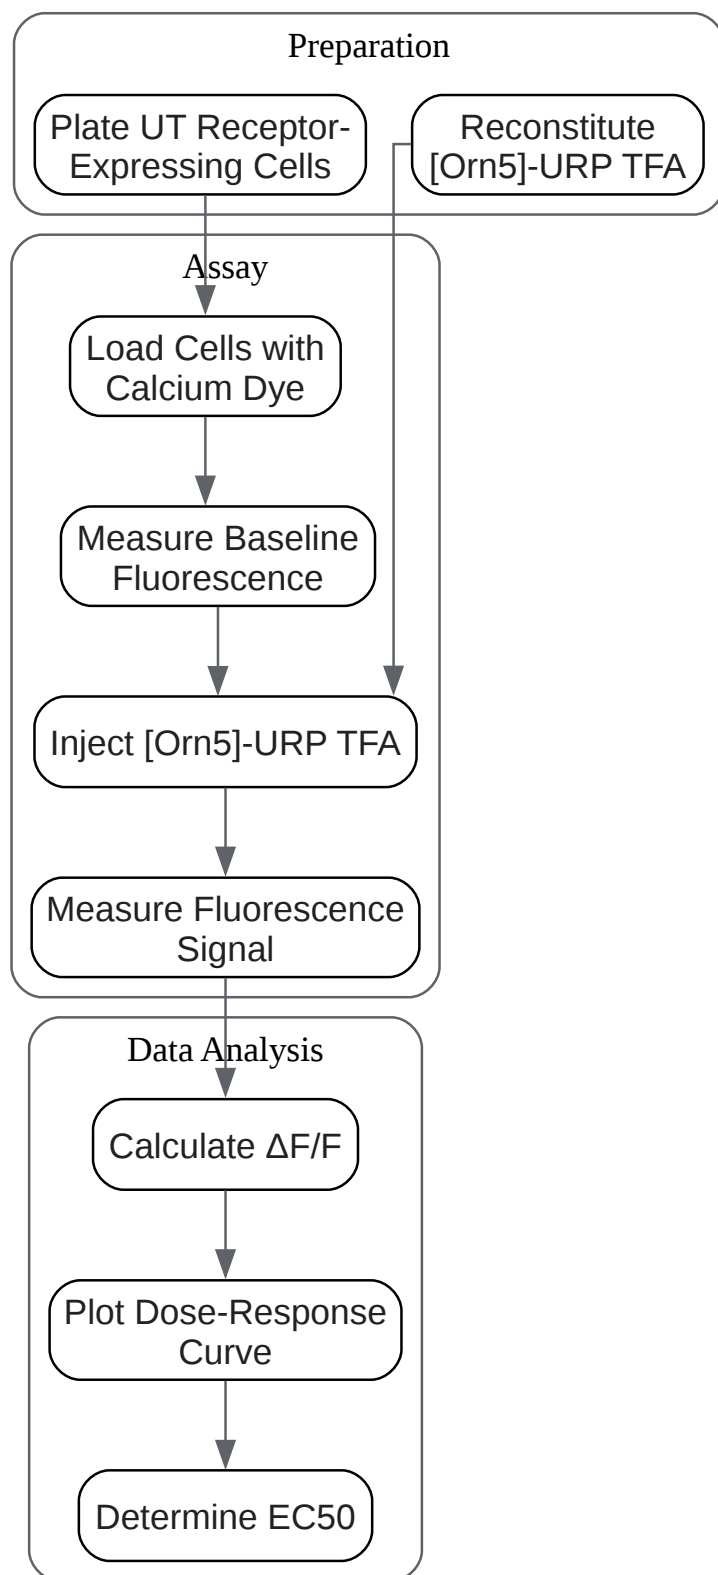 Preparation
Plate UT Receptor-
Expressing Cells
Reconstitute
[Orn5]-URP TFA
Assay
Load Cells with
Calcium Dye
Measure Baseline
Fluorescence
Inject [Orn5]-URP TFA
Measure Fluorescence
Signal
Data Analysis
Calculate ΔF/F
Plot Dose-Response
Curve
Determine EC50